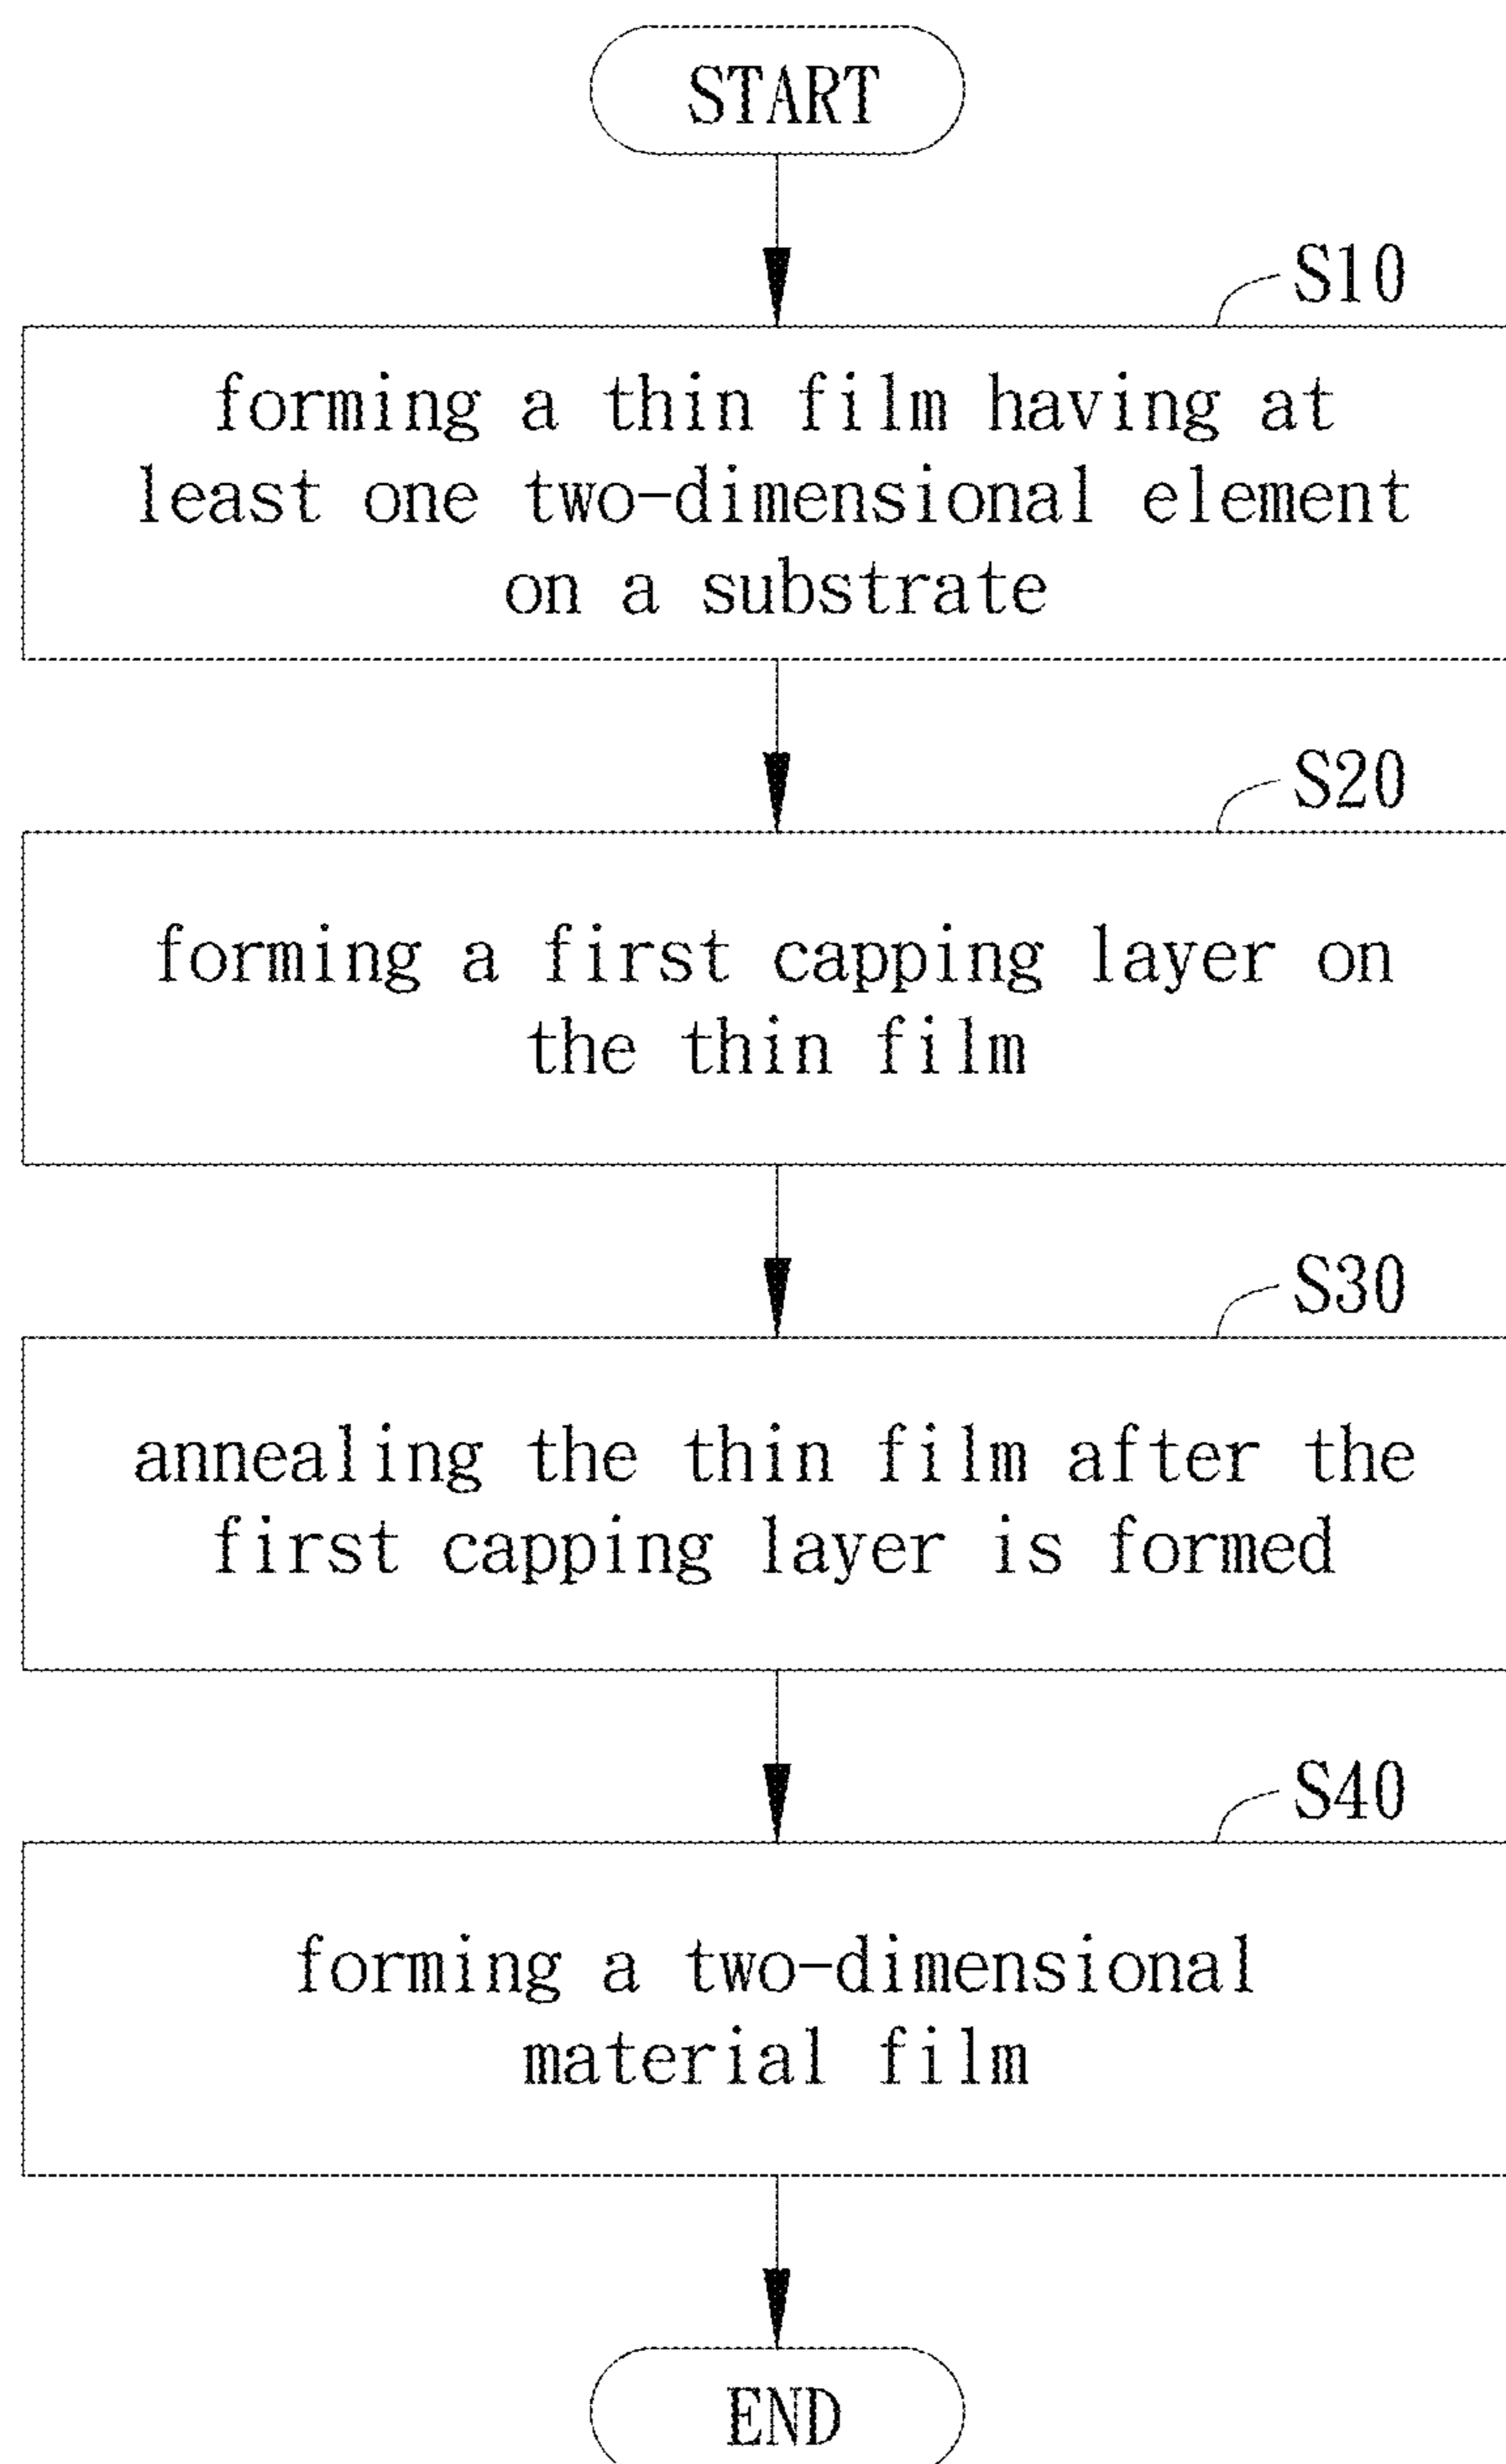 START
S10
forming a thin film having at
least one two-dimensional element
on a substrate
S20
forming a first capping layer on
the thin film
S30
annealing the thin film after the
first capping layer is formed
S40
forming a two-dimensional
material film
END